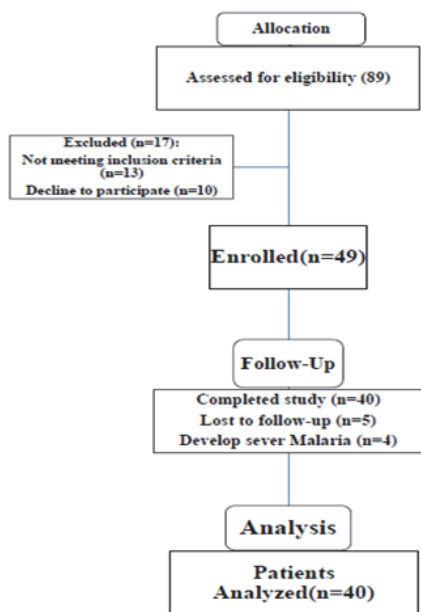 Allocation
Assessed for eligibility (89)
Excluded (n=17):
Not meeting inclusion criteria
(n=13)
Decline to participate (n=10)
Enrolled(n=49)
Follow-Up
Completed study (n=40)
Lost to follow-up (n=5)
Develop sever Malaria (n=4)
Analysis
Patients
Analyzed(n=40)